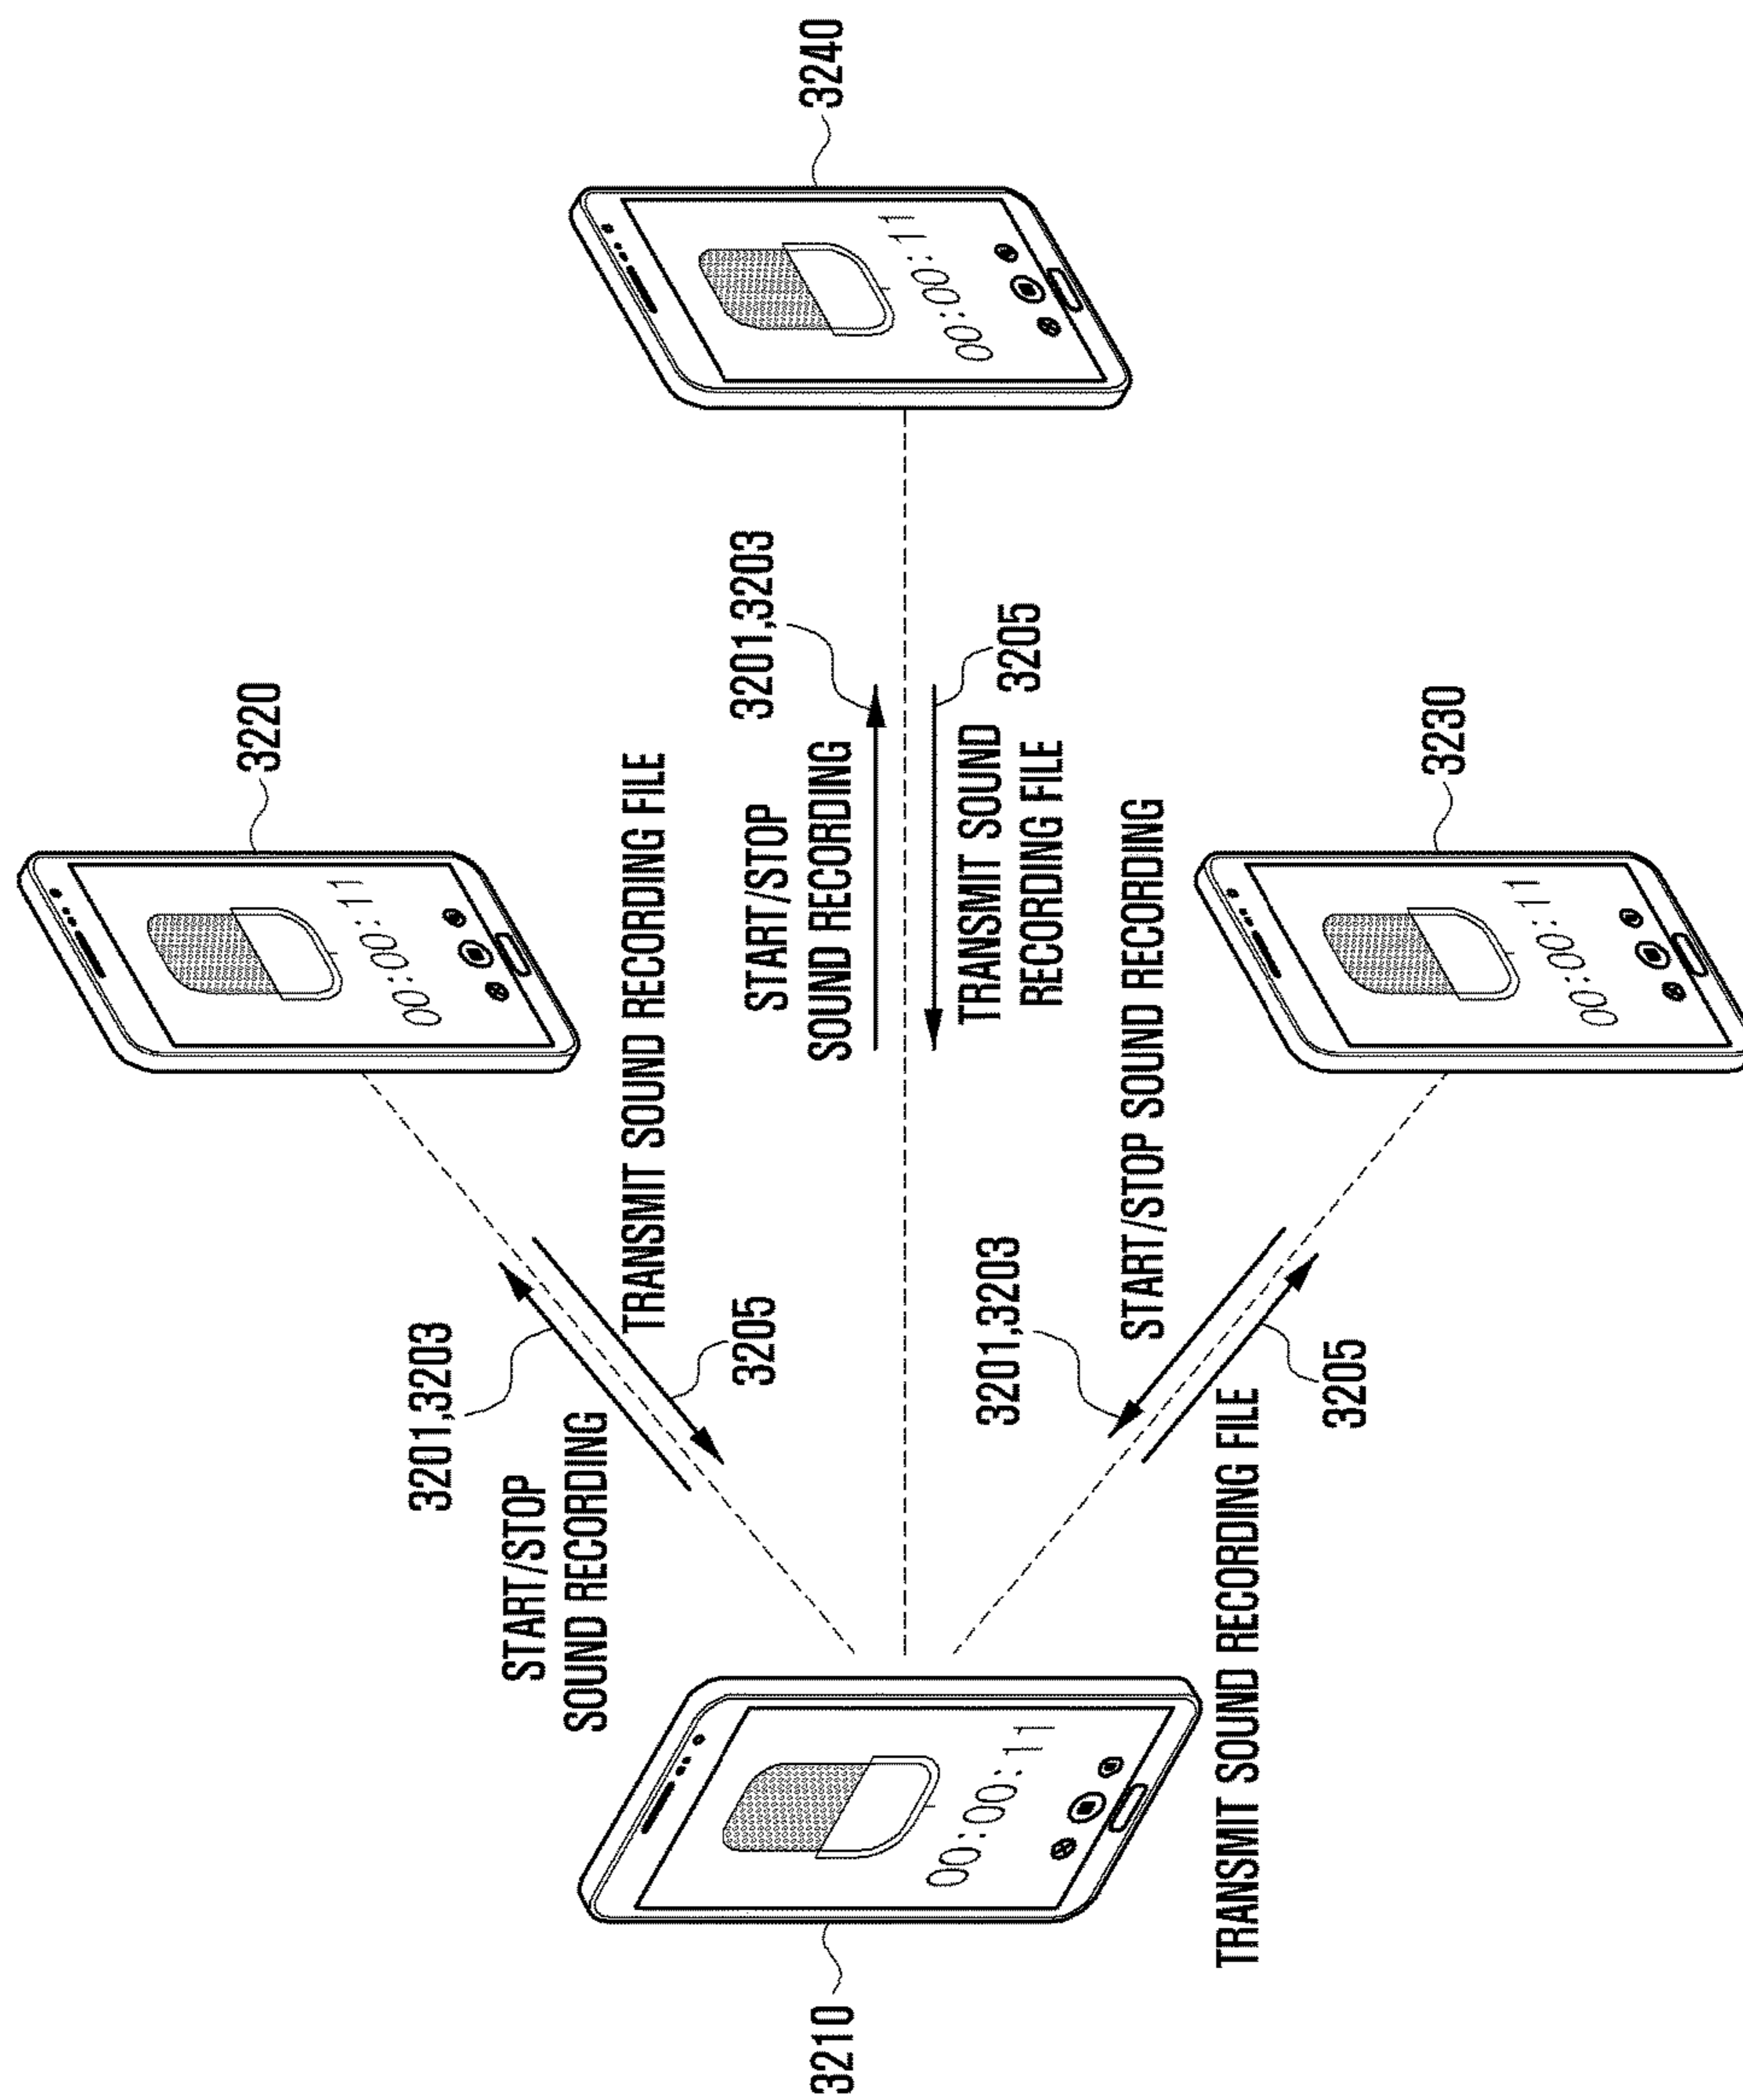 3220
00:00:11
3201,3203
START/STOP
SOUND RECORDING
TRANSMIT SOUND RECORDING FILE
3205
3210
00:00:11
3201,3203
START/STOP
SOUND RECORDING
3240
00:00:11
TRANSMIT SOUND
RECORDING FILE
3205
3201,3203
START/STOP SOUND RECORDING
TRANSMIT SOUND RECORDING FILE
3205
3230
00:00:11